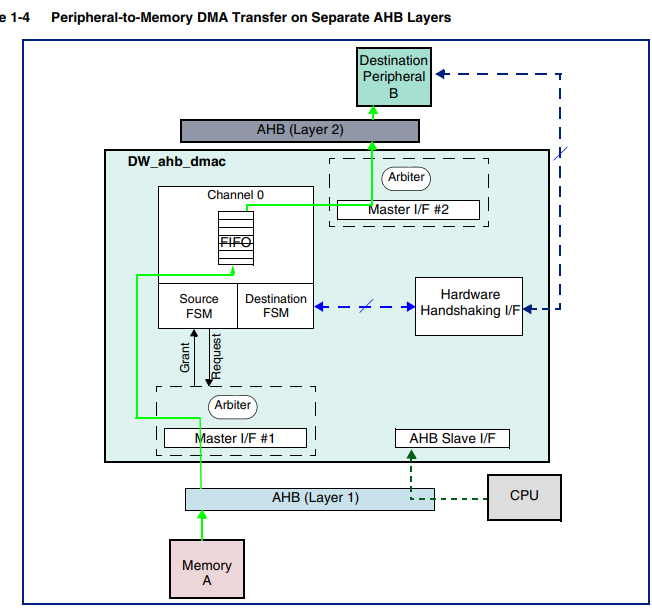 e 1-4 Peripheral-to-Memory DMA Transfer on Separate AHB Layers
Destination
Peripheral
B
AHB (Layer 2)
DW_ahb_dmac
Arbiter
Channel 0
Master I/F #2
FIFO
Source
FSM
Destination
FSM
Hardware
Handshaking I/F
Grant
Request
Arbiter
Master I/F #1
AHB Slave I/F
AHB (Layer 1)
CPU
Memory
A